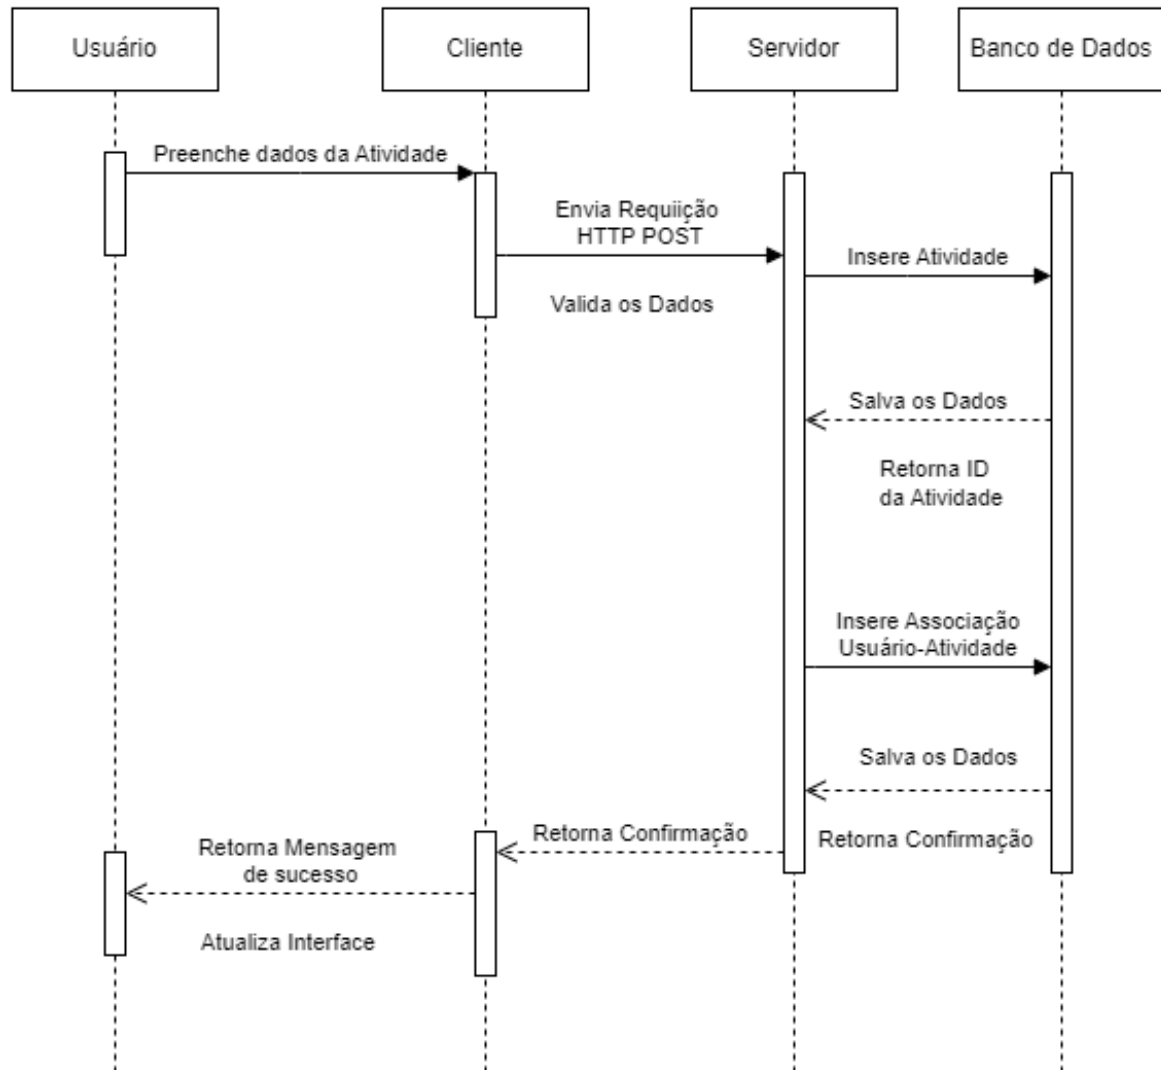 Usuário
Cliente
Servidor
Banco de Dados
Preenche dados da Atividade
Envia Requiição
HTTP POST
Insere Atividade
Valida os Dados
Salva os Dados
Retorna ID
da Atividade
Insere Associação
Usuário-Atividade
Salva os Dados
Retorna Confirmação
Retorna Confirmação
Retorna Mensagem
de sucesso
Atualiza Interface